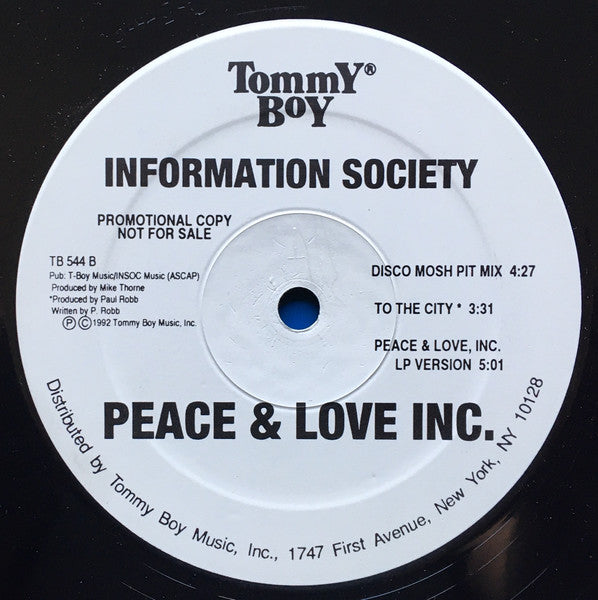 Tommy®
Boy
INFORMATION SOCIETY
PROMOTIONAL COPY
NOT FOR SALE
TB 544 B
Pub: T-Boy Music/INSOC Music (ASCAP)
Produced by Mike Thorne
*Produced by Paul Robb
Written by P. Robb
Ⓟ Ⓒ1992 Tommy Boy Music, Inc.
DISCO MOSH PIT MIX 4:27
TO THE CITY * 3:31
PEACE & LOVE, INC.
LP VERSION 5:01
PEACE & LOVE INC.
Distributed by Tommy Boy Music, Inc., 1747 First Avenue, New York, NY 10128